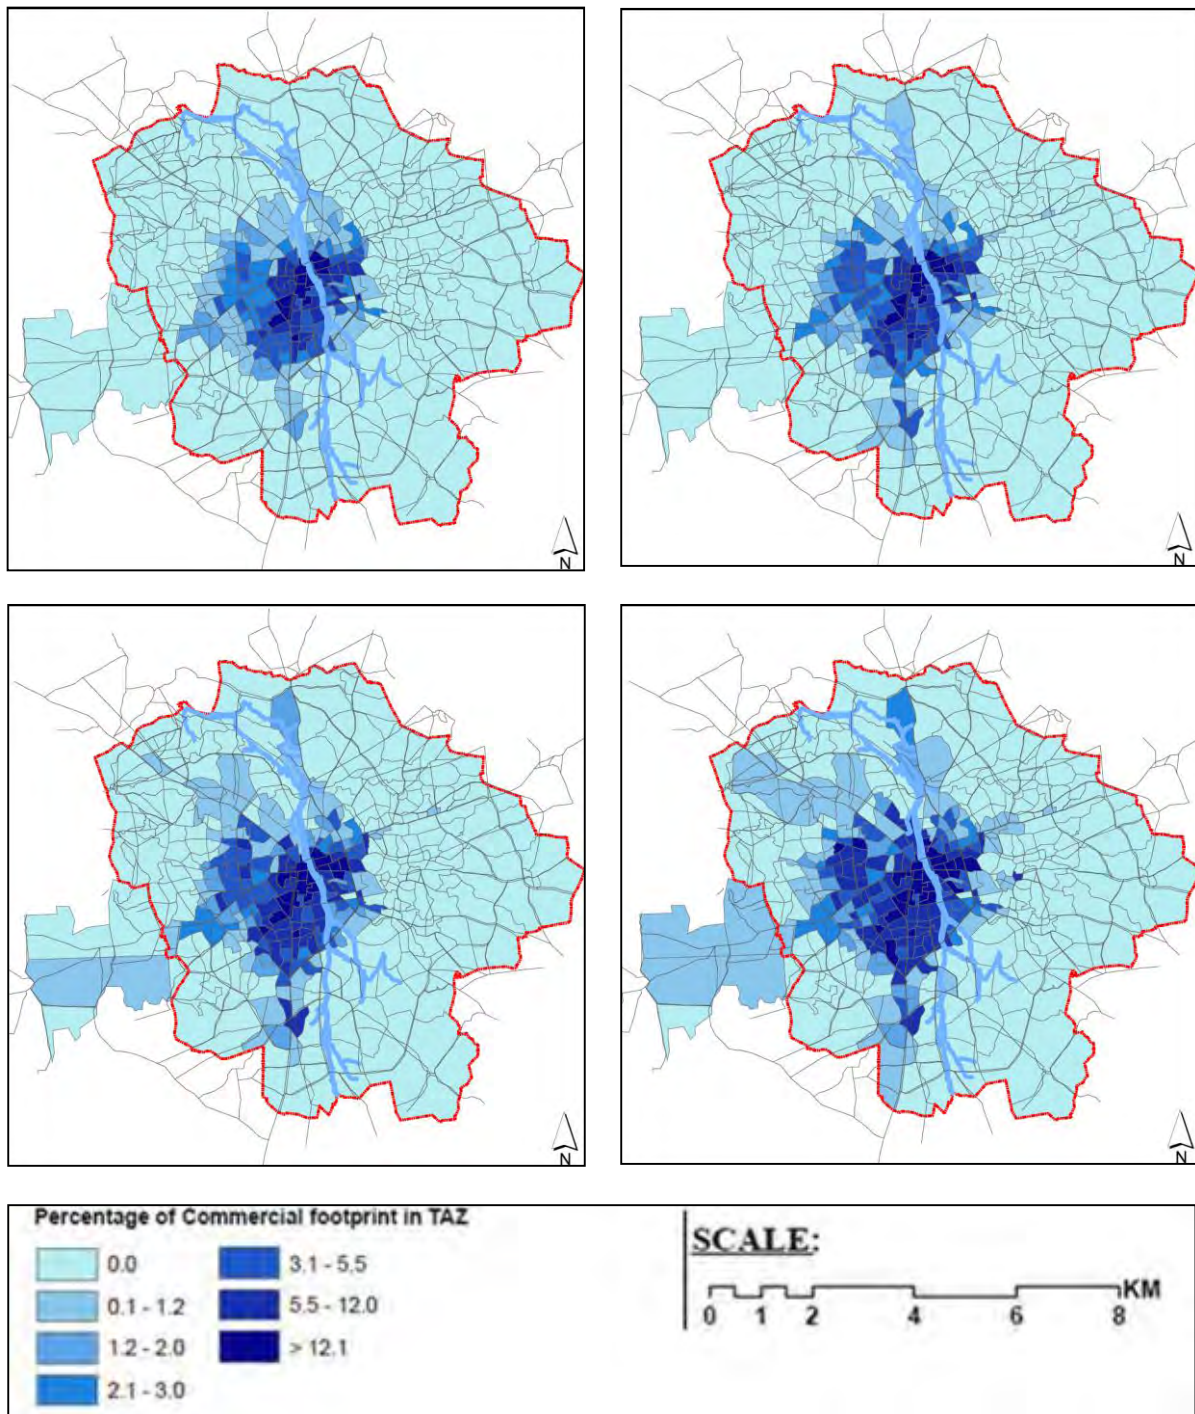 N
N
N
N
Percentage of Commercial footprint in TAZ
0.0
0.1 - 1.2
1.2 - 2.0
2.1 - 3.0
3.1 - 5.5
5.5 - 12.0
> 12.1
SCALE:
KM
0 1 2 4 6 8